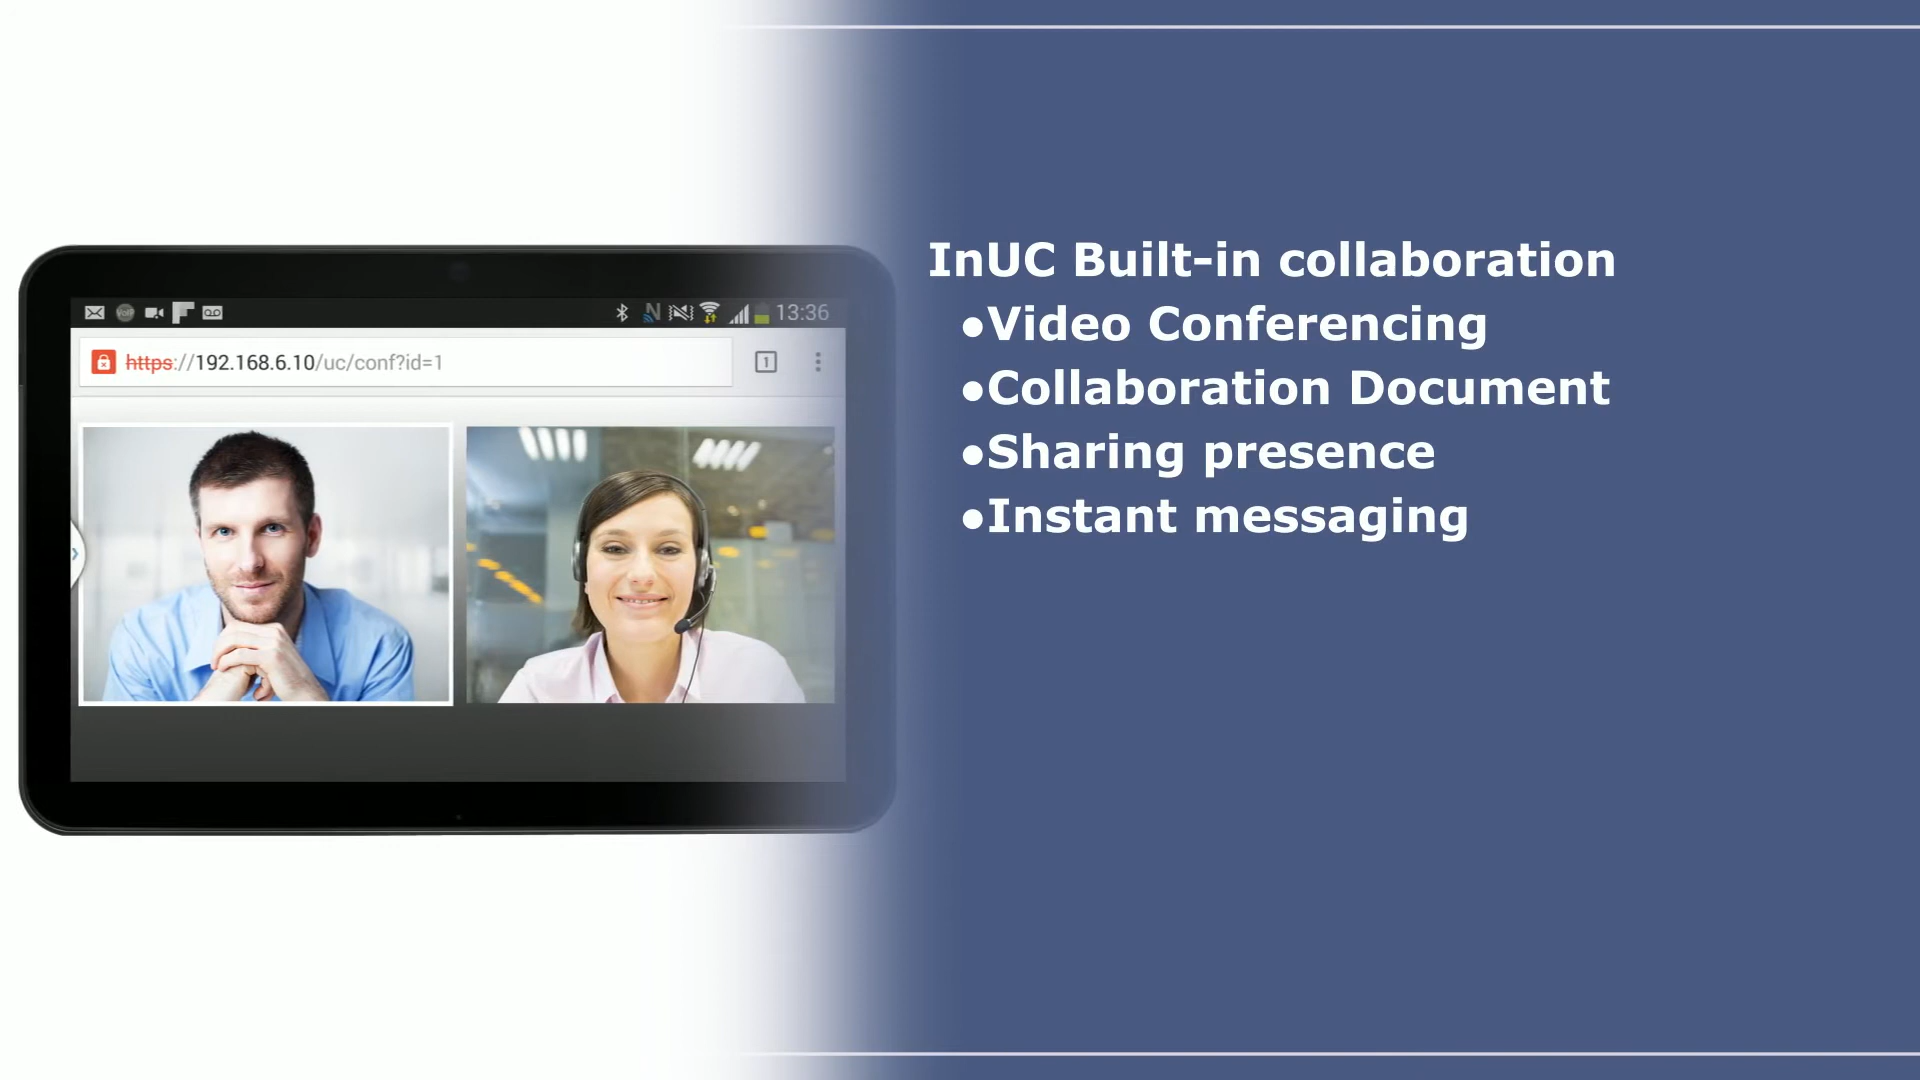 13:36
https://192.168.6.10/uc/conf?id=1
1
InUC Built-in collaboration
●Video Conferencing
●Collaboration Document
●Sharing presence
●Instant messaging